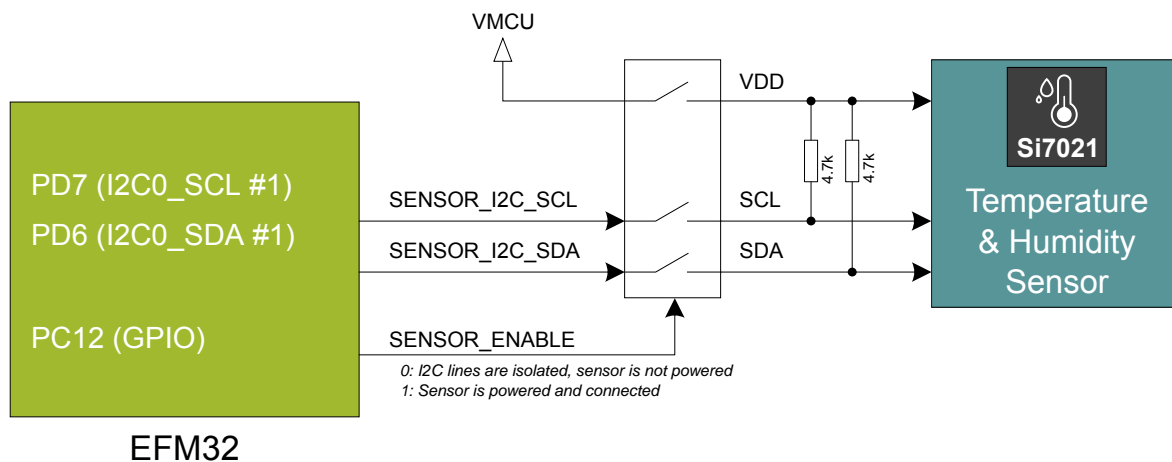 VMCU
VDD
Si7021
4.7k
4.7k
PD7 (I2C0_SCL #1)
SENSOR_I2C_SCL
SCL
Temperature
& Humidity
Sensor
PD6 (I2C0_SDA #1)
SENSOR_I2C_SDA
SDA
PC12 (GPIO)
SENSOR_ENABLE
0: I2C lines are isolated, sensor is not powered
1: Sensor is powered and connected
EFM32